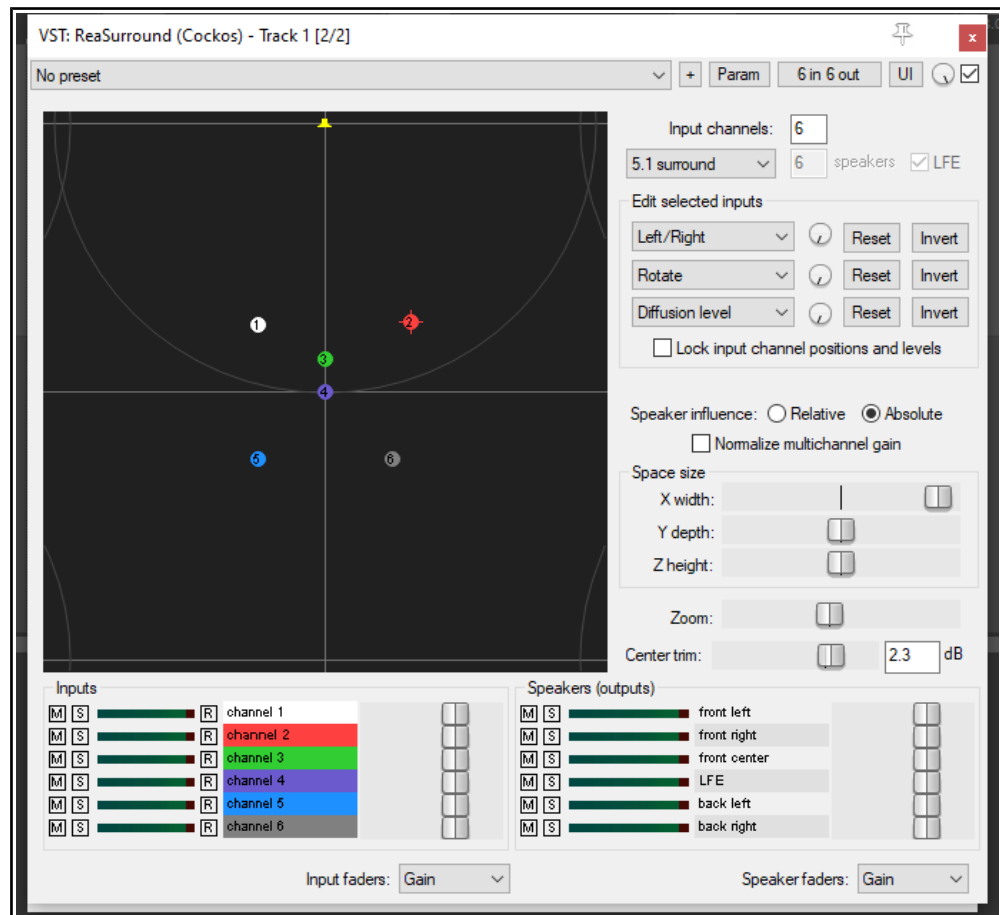 VST: ReaSurround (Cockos) - Track 1 [2/2]
x
No preset
+
Param
6 in 6 out
UI
Input channels: 6
5.1 surround
6 speakers
LFE
Edit selected inputs
Left/Right
Reset
Invert
Rotate
Reset
Invert
Diffusion level
Reset
Invert
Lock input channel positions and levels
1
2
3
4
5
6
Speaker influence: Relative Absolute
Normalize multichannel gain
Space size
X width:
Y depth:
Z height:
Zoom:
Center trim: 2.3 dB
Inputs
M S R channel 1
M S R channel 2
M S R channel 3
M S R channel 4
M S R channel 5
M S R channel 6
Input faders: Gain
Speakers (outputs)
M S front left
M S front right
M S front center
M S LFE
M S back left
M S back right
Speaker faders: Gain